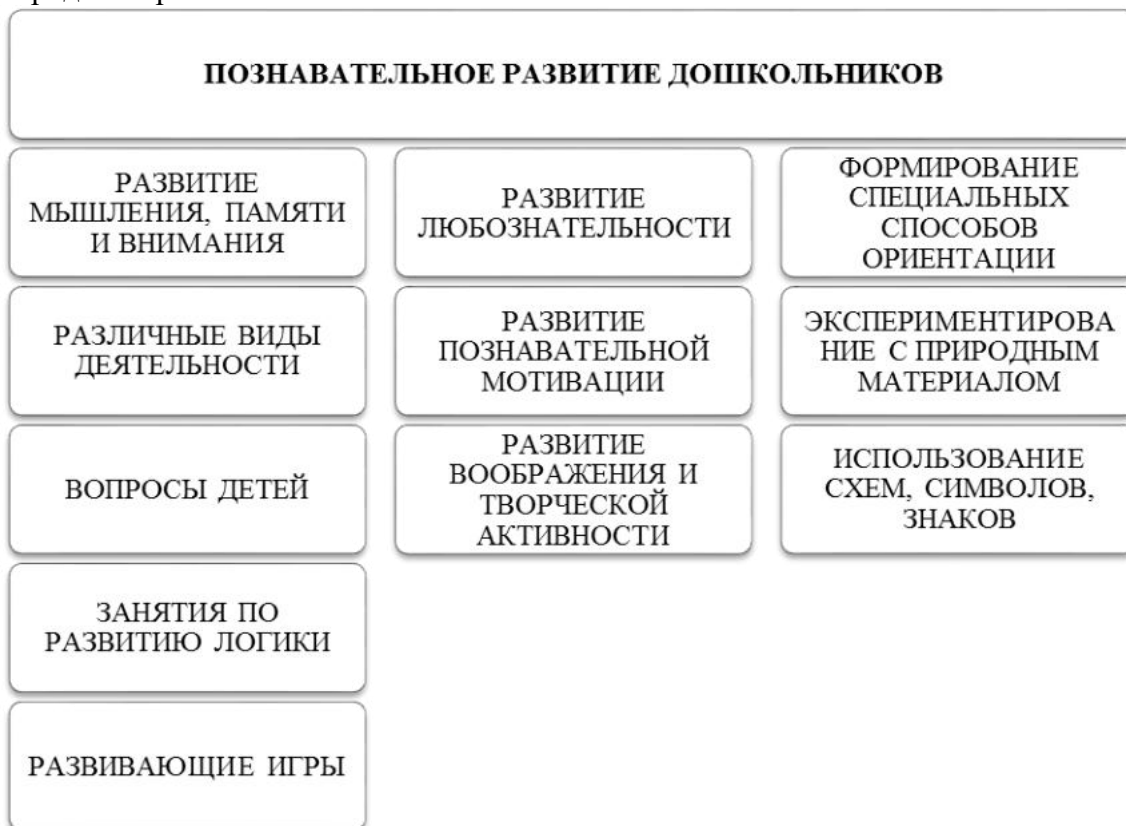 ПОЗНАВАТЕЛЬНОЕ РАЗВИТИЕ ДОШКОЛЬНИКОВ
РАЗВИТИЕ
МЫШЛЕНИЯ, ПАМЯТИ
И ВНИМАНИЯ
РАЗЛИЧНЫЕ ВИДЫ
ДЕЯТЕЛЬНОСТИ
ВОПРОСЫ ДЕТЕЙ
ЗАНЯТИЯ ПО
РАЗВИТИЮ ЛОГИКИ
РАЗВИВАЮЩИЕ ИГРЫ
РАЗВИТИЕ
ЛЮБОЗНАТЕЛЬНОСТИ
РАЗВИТИЕ
ПОЗНАВАТЕЛЬНОЙ
МОТИВАЦИИ
РАЗВИТИЕ
ВООБРАЖЕНИЯ И
ТВОРЧЕСКОЙ
АКТИВНОСТИ
ФОРМИРОВАНИЕ
СПЕЦИАЛЬНЫХ
СПОСОБОВ
ОРИЕНТАЦИИ
ЭКСПЕРИМЕНТИРОВА
НИЕ С ПРИРОДНЫМ
МАТЕРИАЛОМ
ИСПОЛЬЗОВАНИЕ
СХЕМ, СИМВОЛОВ,
ЗНАКОВ